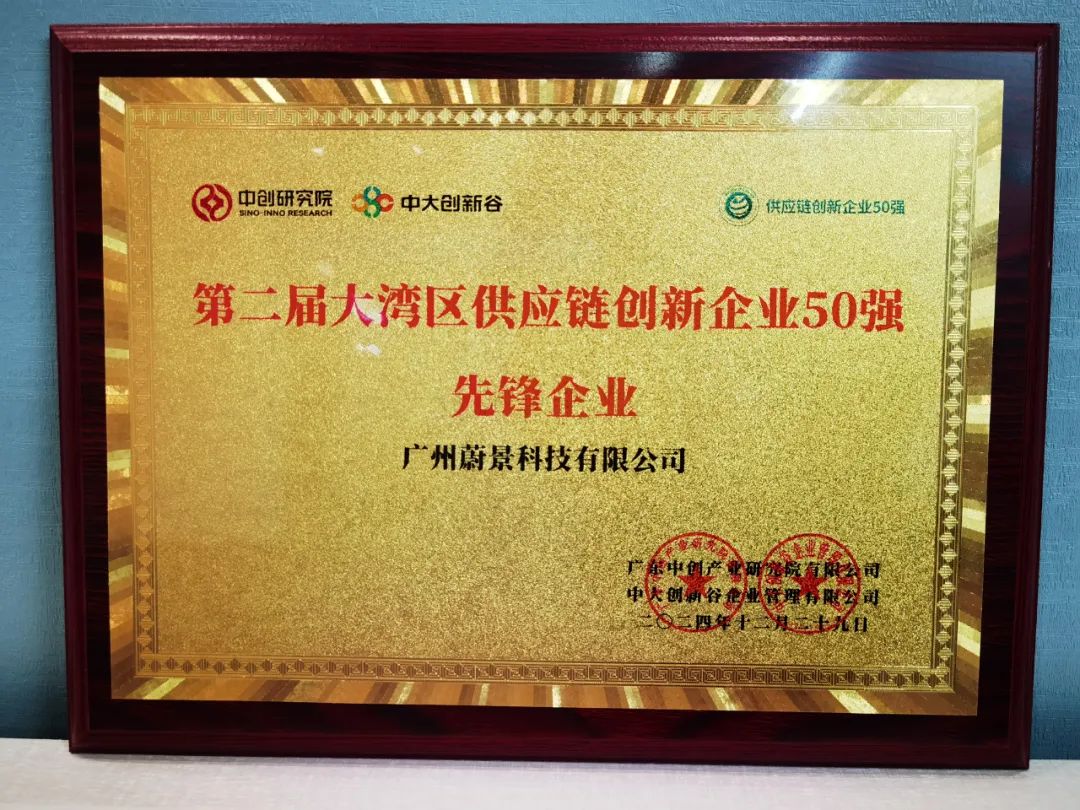 中创研究院
SINO-INNO RESEARCH
中大创新谷
供应链创新企业50强
第二届大湾区供应链创新企业50强
先锋企业
广州蔚景科技有限公司
广东中创产业研究院有限公司
中大创新谷企业管理有限公司
二〇二四年十二月二十九日